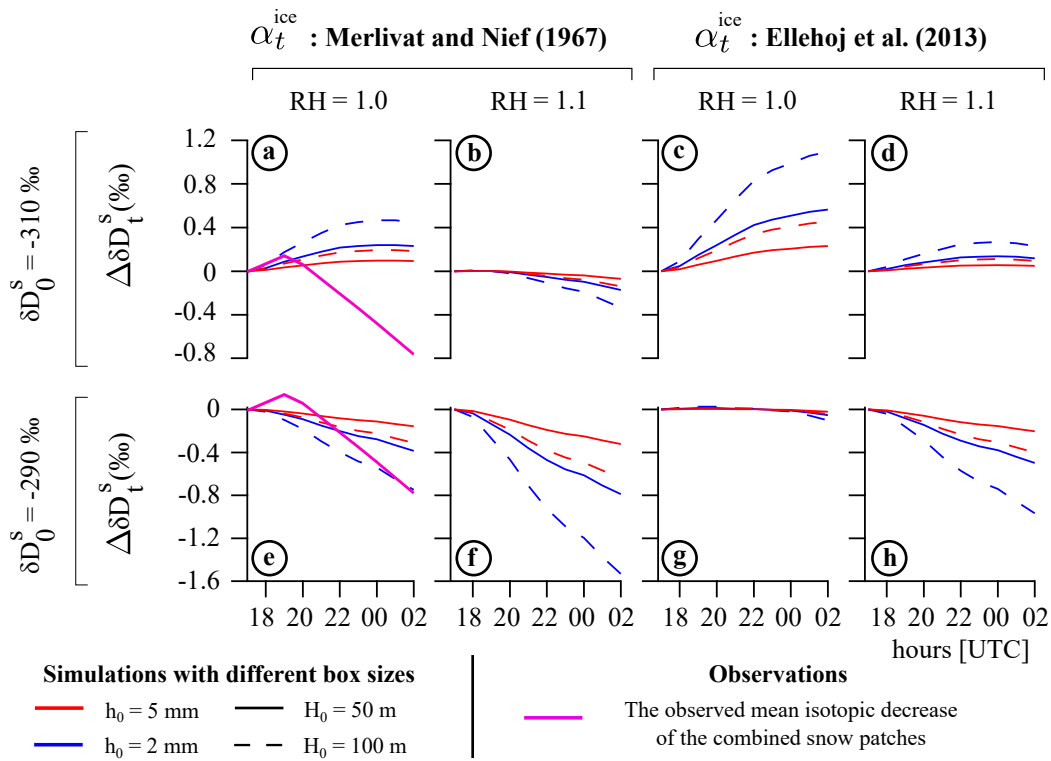 α_t^ice : Merlivat and Nief (1967)
α_t^ice : Ellehoj et al. (2013)
RH = 1.0
RH = 1.1
RH = 1.0
RH = 1.1
δD_0^s = -310 ‰
ΔδD_t^s (‰)
1.2
0.8
0.4
0
-0.4
-0.8
a
b
c
d
δD_0^s = -290 ‰
ΔδD_t^s (‰)
0
-0.4
-0.8
-1.2
-1.6
e
f
g
h
18 20 22 00 02
18 20 22 00 02
18 20 22 00 02
18 20 22 00 02
hours [UTC]
Simulations with different box sizes
h_0 = 5 mm
H_0 = 50 m
h_0 = 2 mm
H_0 = 100 m
Observations
The observed mean isotopic decrease
of the combined snow patches